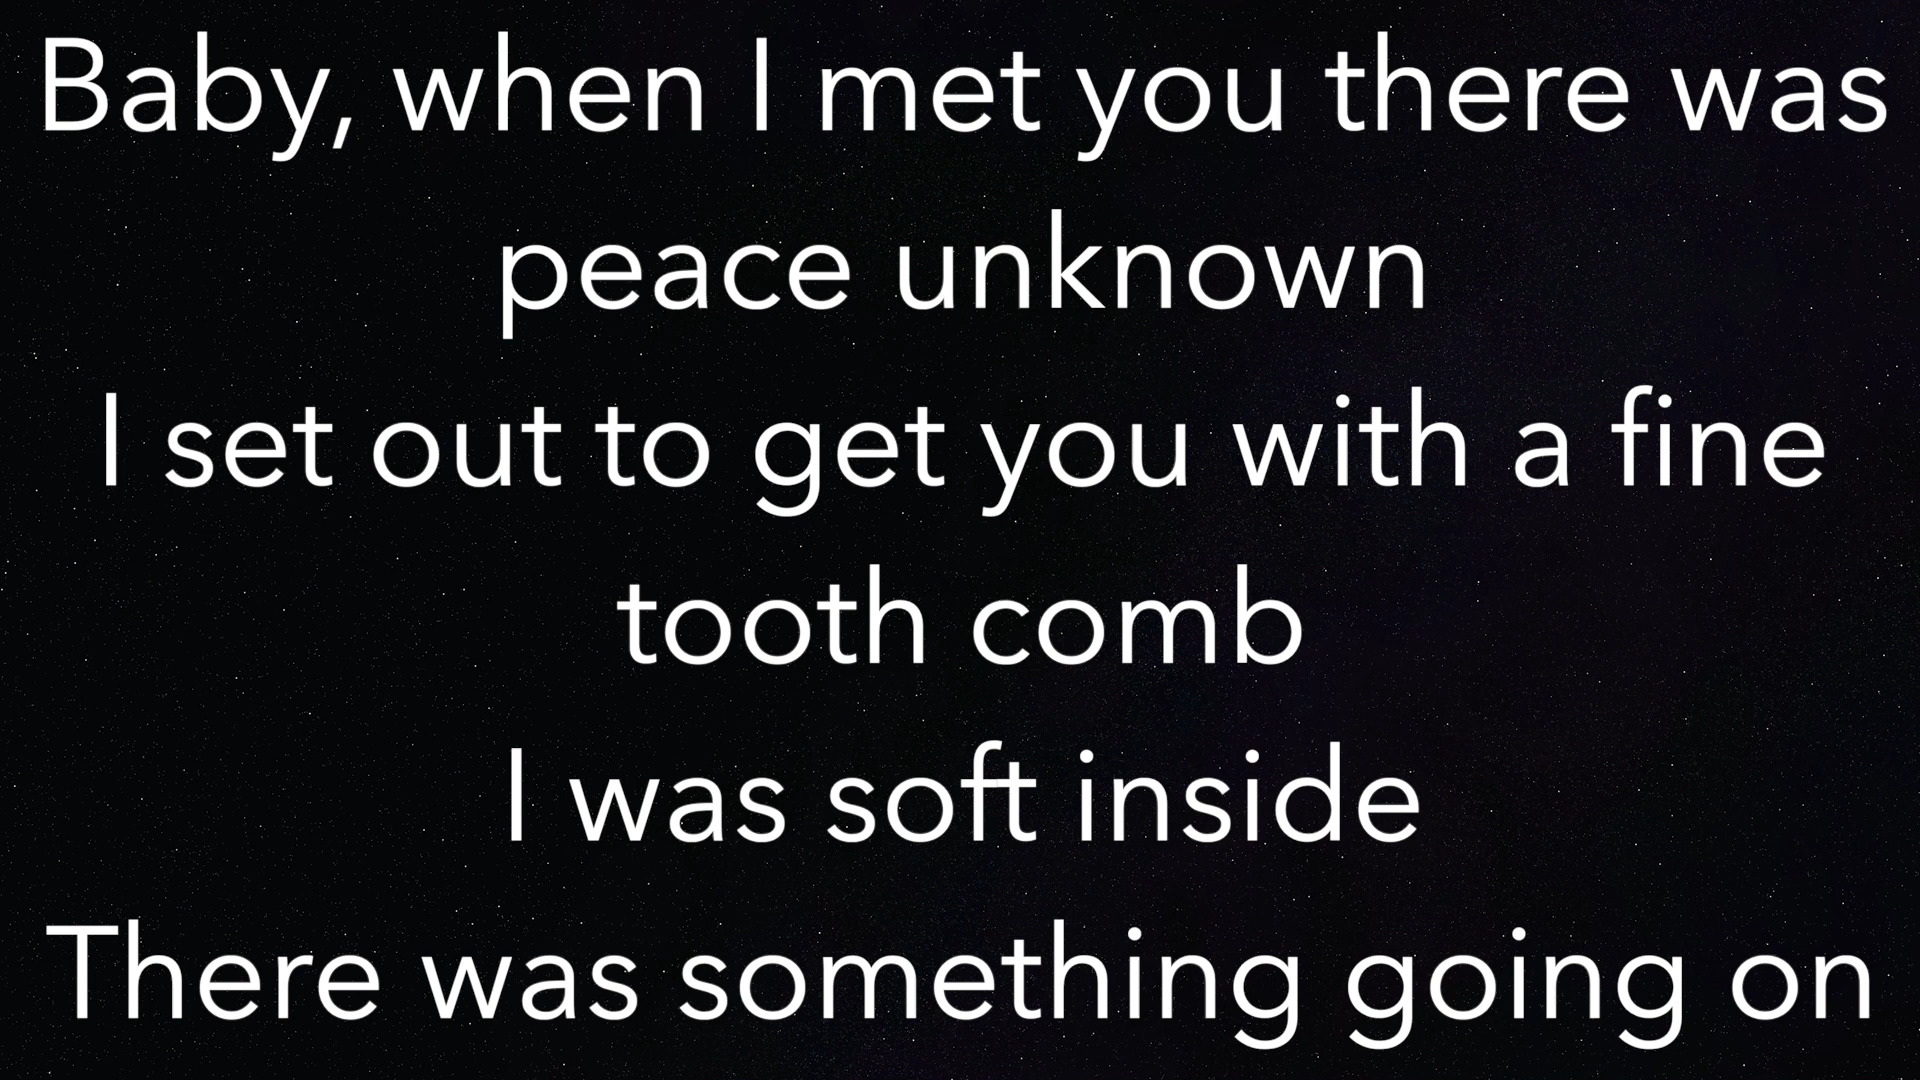 Baby, when I met you there was
peace unknown
I set out to get you with a fine
tooth comb
I was soft inside
There was something going on